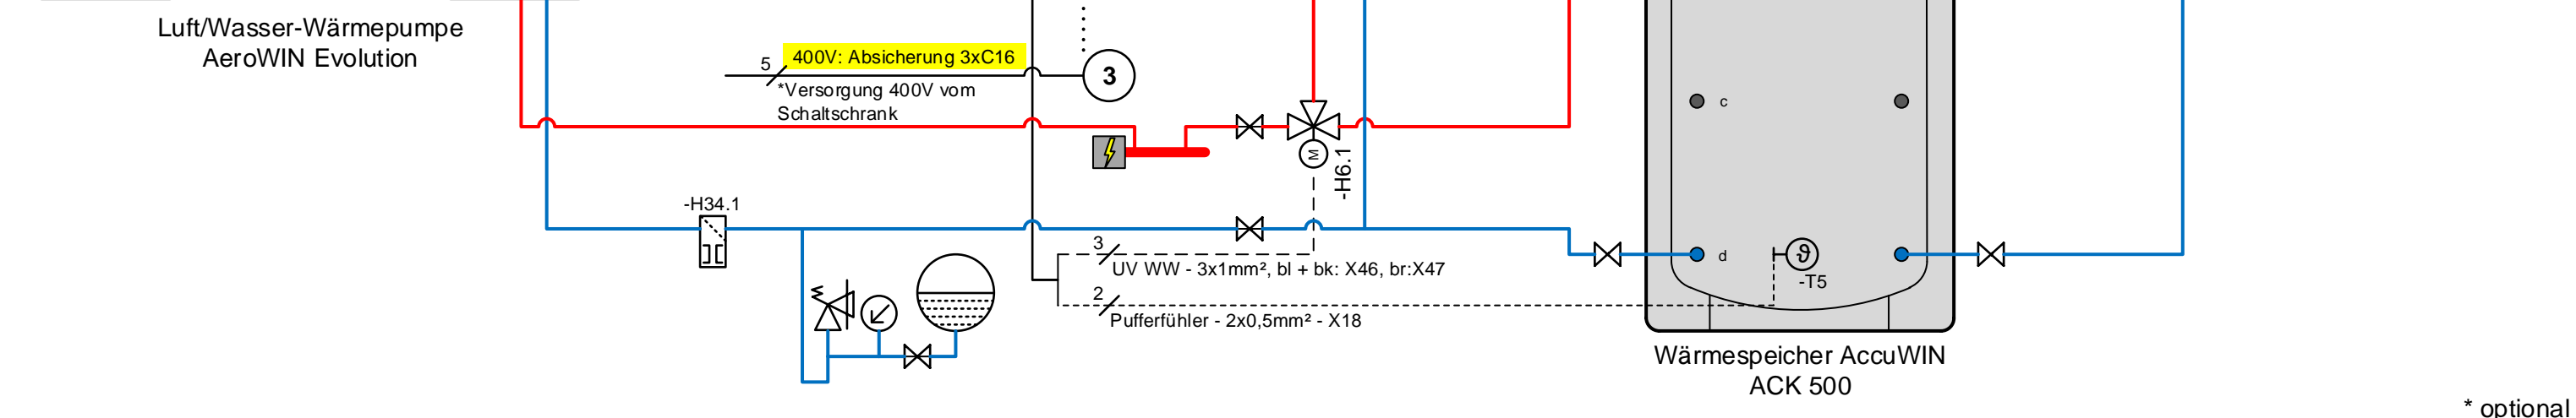 Luft/Wasser-Wärmepumpe
AeroWIN Evolution
5
400V: Absicherung 3xC16
*Versorgung 400V vom
Schaltschrank
3
c
M
-H6.1
-H34.1
3
UV WW - 3x1mm², bl + bk: X46, br:X47
d
ϑ
-T5
2
Pufferfühler - 2x0,5mm² - X18
Wärmespeicher AccuWIN
ACK 500
* optional